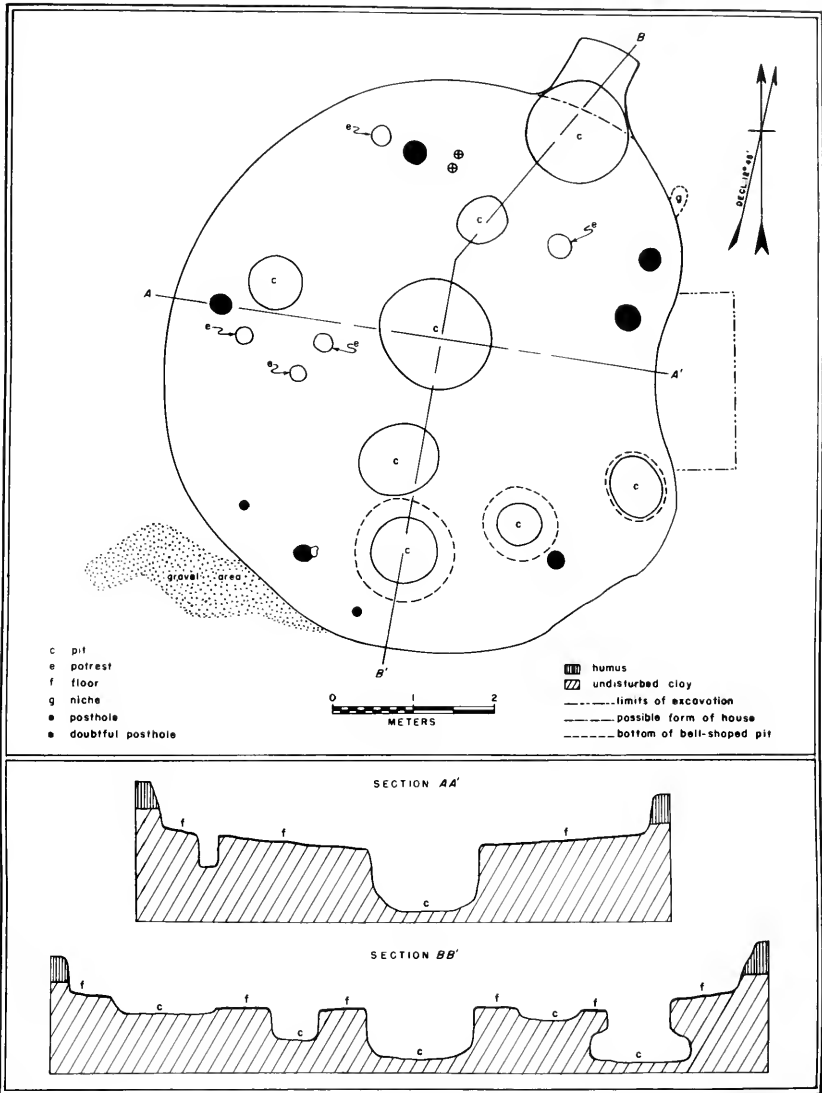 B
e
c
DECL. 12° 48'
g
c
e
c
A
c
e
e
e
A'
c
c
c
c
gravel area
B'
c pit
e potrest
f floor
g niche
● posthole
● doubtful posthole
0 1 2
METERS
humus
undisturbed clay
limits of excavation
possible form of house
bottom of bell-shaped pit
SECTION AA'
f
f
f
c
SECTION BB'
f
c
f
c
f
c
f
c
f
c
f